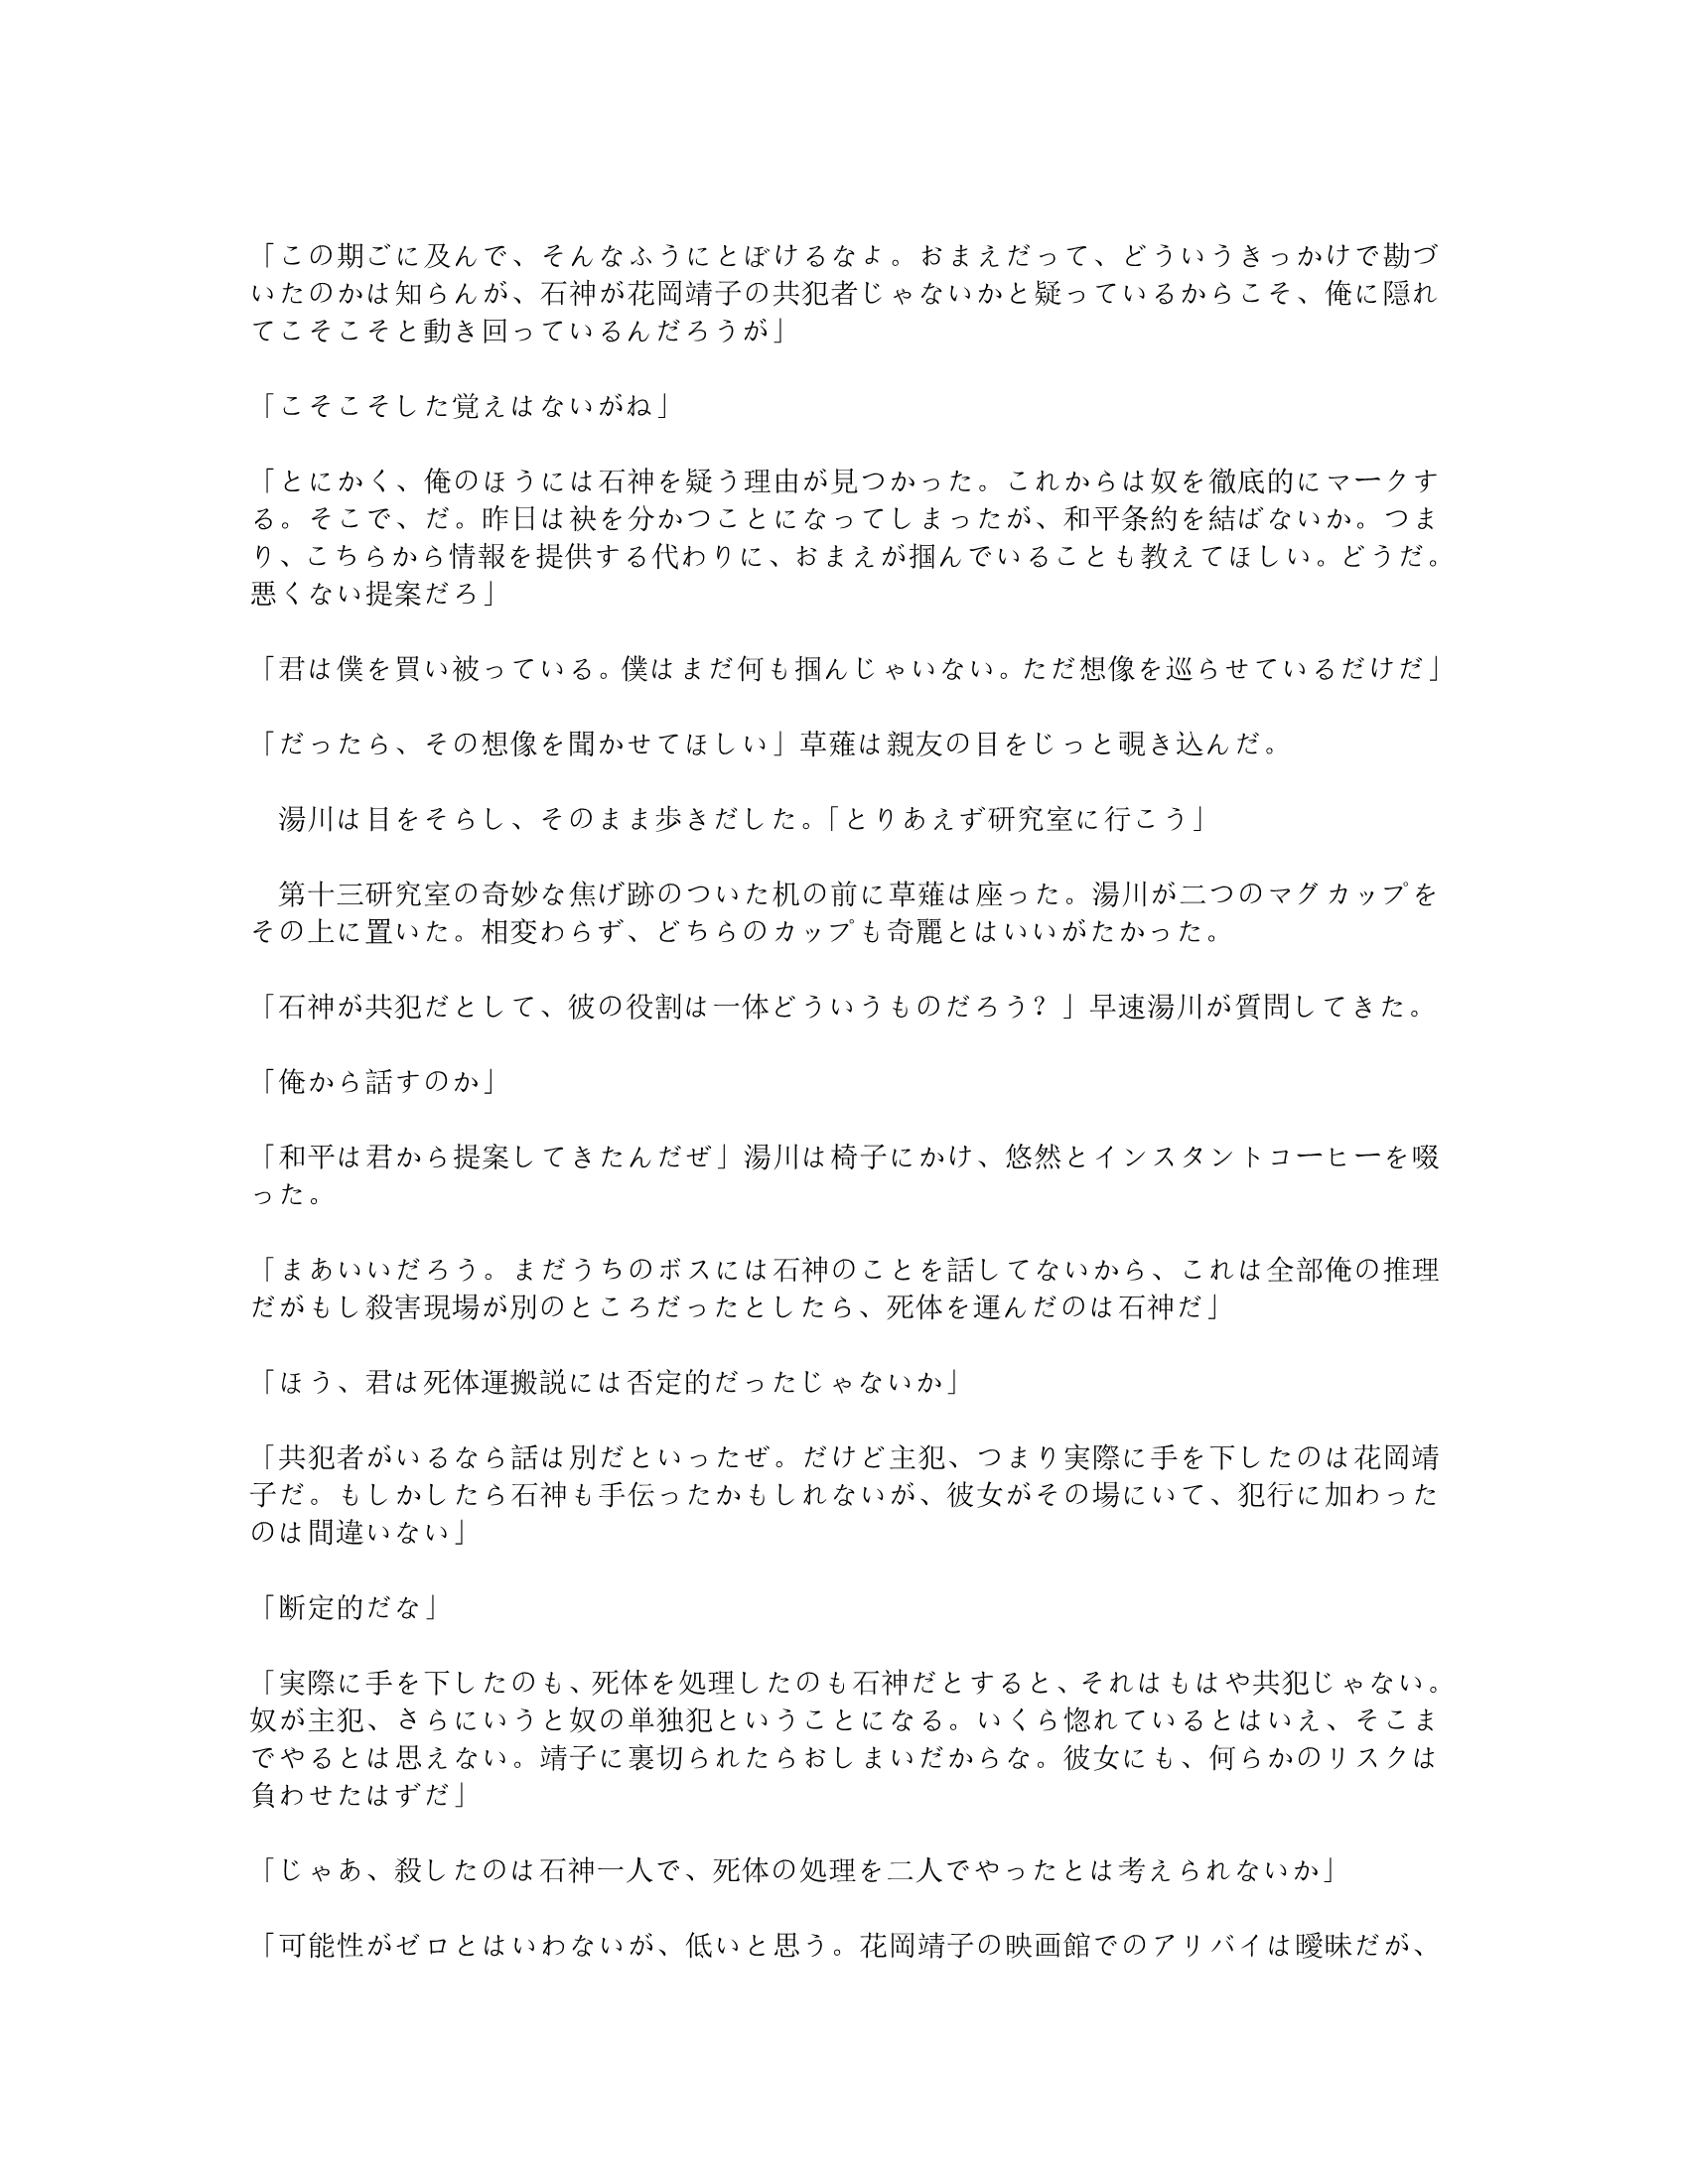 「この期ごに及んで、そんなふうにとぼけるなよ。おまえだって、どういうきっかけで勘づ
いたのかは知らんが、石神が花岡靖子の共犯者じゃないかと疑っているからこそ、俺に隠れ
てこそこそと動き回っているんだろうが」
「こそこそした覚えはないがね」
「とにかく、俺のほうには石神を疑う理由が見つかった。これからは奴を徹底的にマークす
る。そこで、だ。昨日は袂を分かつことになってしまったが、和平条約を結ばないか。つま
り、こちらから情報を提供する代わりに、おまえが掴んでいることも教えてほしい。どうだ。
悪くない提案だろ」
「君は僕を買い被っている。僕はまだ何も掴んじゃいない。ただ想像を巡らせているだけだ」
「だったら、その想像を聞かせてほしい」草薙は親友の目をじっと覗き込んだ。
　湯川は目をそらし、そのまま歩きだした。「とりあえず研究室に行こう」
　第十三研究室の奇妙な焦げ跡のついた机の前に草薙は座った。湯川が二つのマグカップを
その上に置いた。相変わらず、どちらのカップも奇麗とはいいがたかった。
「石神が共犯だとして、彼の役割は一体どういうものだろう？」早速湯川が質問してきた。
「俺から話すのか」
「和平は君から提案してきたんだぜ」湯川は椅子にかけ、悠然とインスタントコーヒーを啜
った。
「まあいいだろう。まだうちのボスには石神のことを話してないから、これは全部俺の推理
だがもし殺害現場が別のところだったとしたら、死体を運んだのは石神だ」
「ほう、君は死体運搬説には否定的だったじゃないか」
「共犯者がいるなら話は別だといったぜ。だけど主犯、つまり実際に手を下したのは花岡靖
子だ。もしかしたら石神も手伝ったかもしれないが、彼女がその場にいて、犯行に加わった
のは間違いない」
「断定的だな」
「実際に手を下したのも、死体を処理したのも石神だとすると、それはもはや共犯じゃない。
奴が主犯、さらにいうと奴の単独犯ということになる。いくら惚れているとはいえ、そこま
でやるとは思えない。靖子に裏切られたらおしまいだからな。彼女にも、何らかのリスクは
負わせたはずだ」
「じゃあ、殺したのは石神一人で、死体の処理を二人でやったとは考えられないか」
「可能性がゼロとはいわないが、低いと思う。花岡靖子の映画館でのアリバイは曖昧だが、